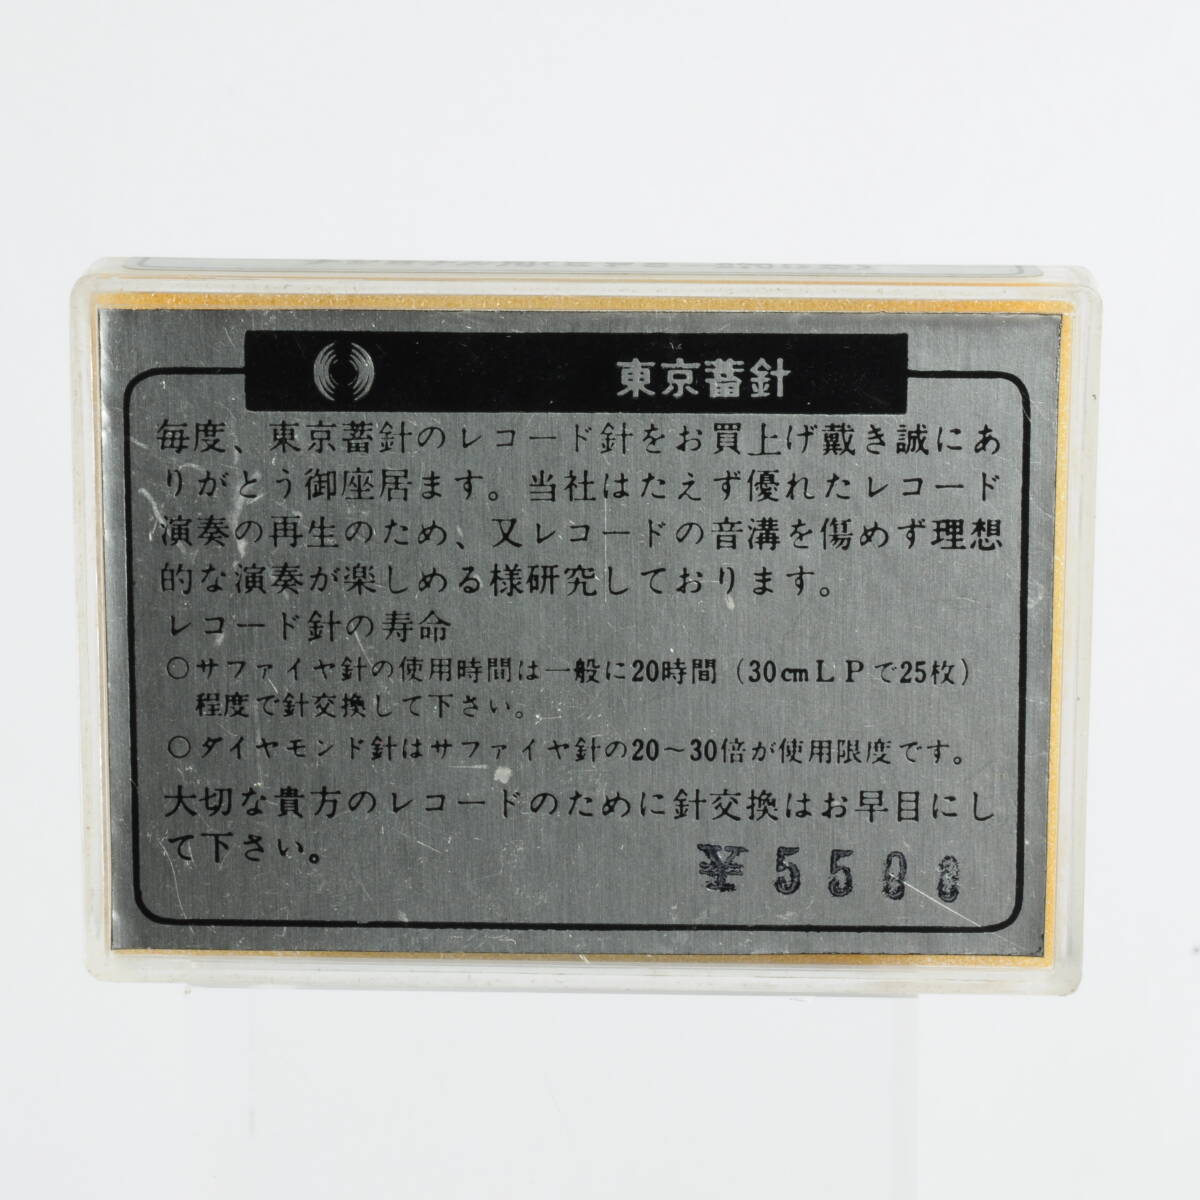 東京蓄針
毎度、東京蓄針のレコード針をお買上げ戴き誠にあ
りがとう御座居ます。当社はたえず優れたレコード
演奏の再生のため、又レコードの音溝を傷めず理想
的な演奏が楽しめる様研究しております。
レコード針の寿命
○サファイヤ針の使用時間は一般に20時間（30cmＬＰで25枚）
程度で針交換して下さい。
○ダイヤモンド針はサファイヤ針の20～30倍が使用限度です。
大切な貴方のレコードのために針交換はお早目にし
て下さい。
¥5500